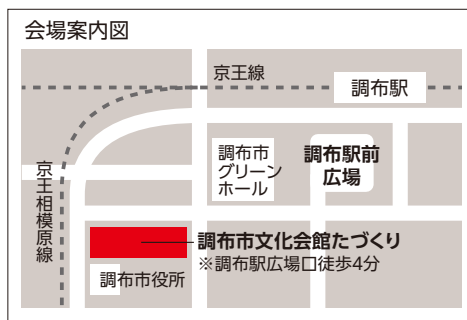 会場案内図
京王線
調布駅
調布市
グリーン
ホール
調布駅前
広場
京王相模原線
調布市文化会館たづくり
※調布駅広場口徒歩4分
調布市役所